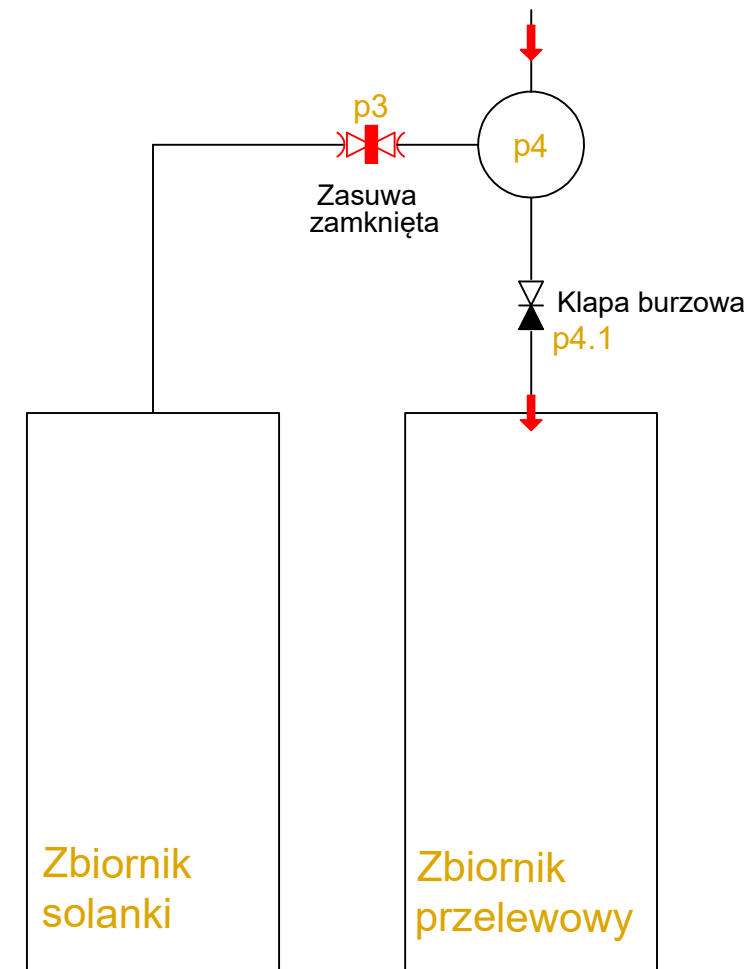 p3
p4
Zasuwa
zamknięta
Klapa burzowa
p4.1
Zbiornik
solanki
Zbiornik
przelewowy